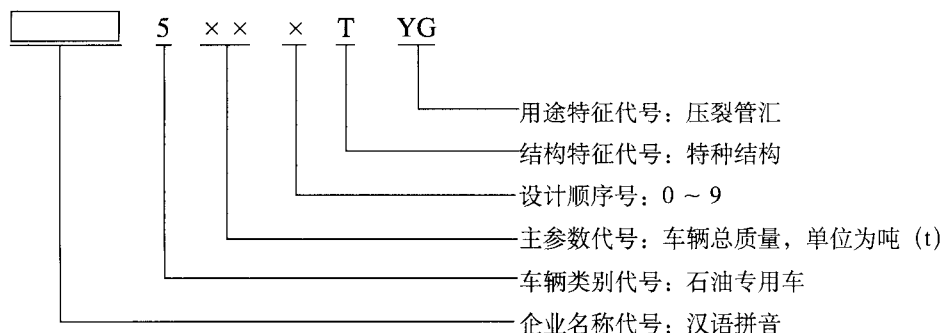 5 ×× × T YG
用途特征代号：压裂管汇
结构特征代号：特种结构
设计顺序号：0 ~ 9
主参数代号：车辆总质量，单位为吨（t）
车辆类别代号：石油专用车
企业名称代号：汉语拼音